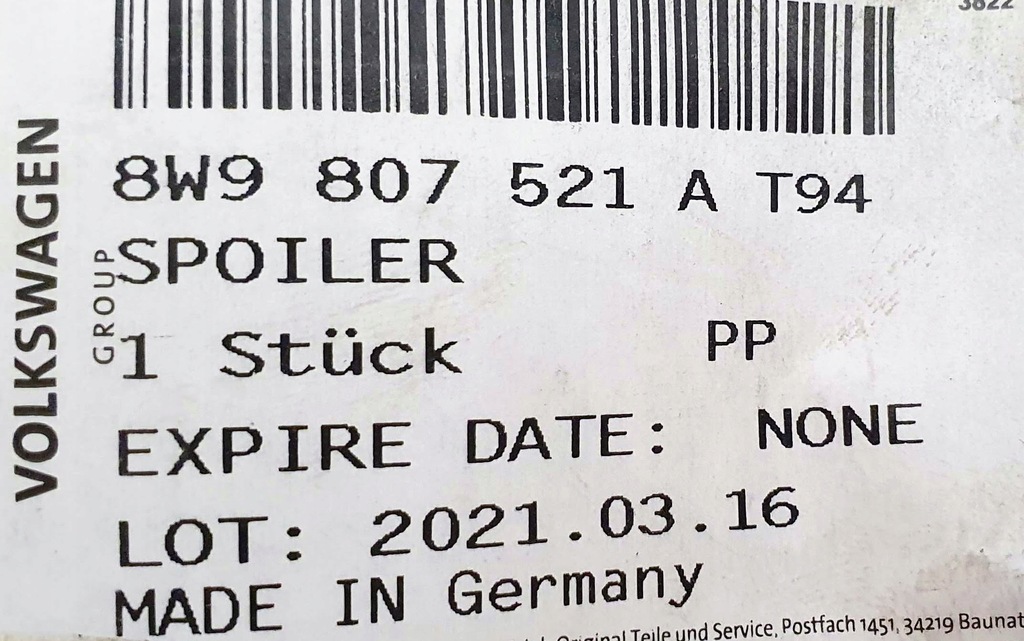 3822
8W9 807 521 A T94
SPOILER
1 Stück PP
EXPIRE DATE: NONE
LOT: 2021.03.16
MADE IN Germany
Original Teile und Service, Postfach 1451, 34219 Baunat
VOLKSWAGEN
GROUP